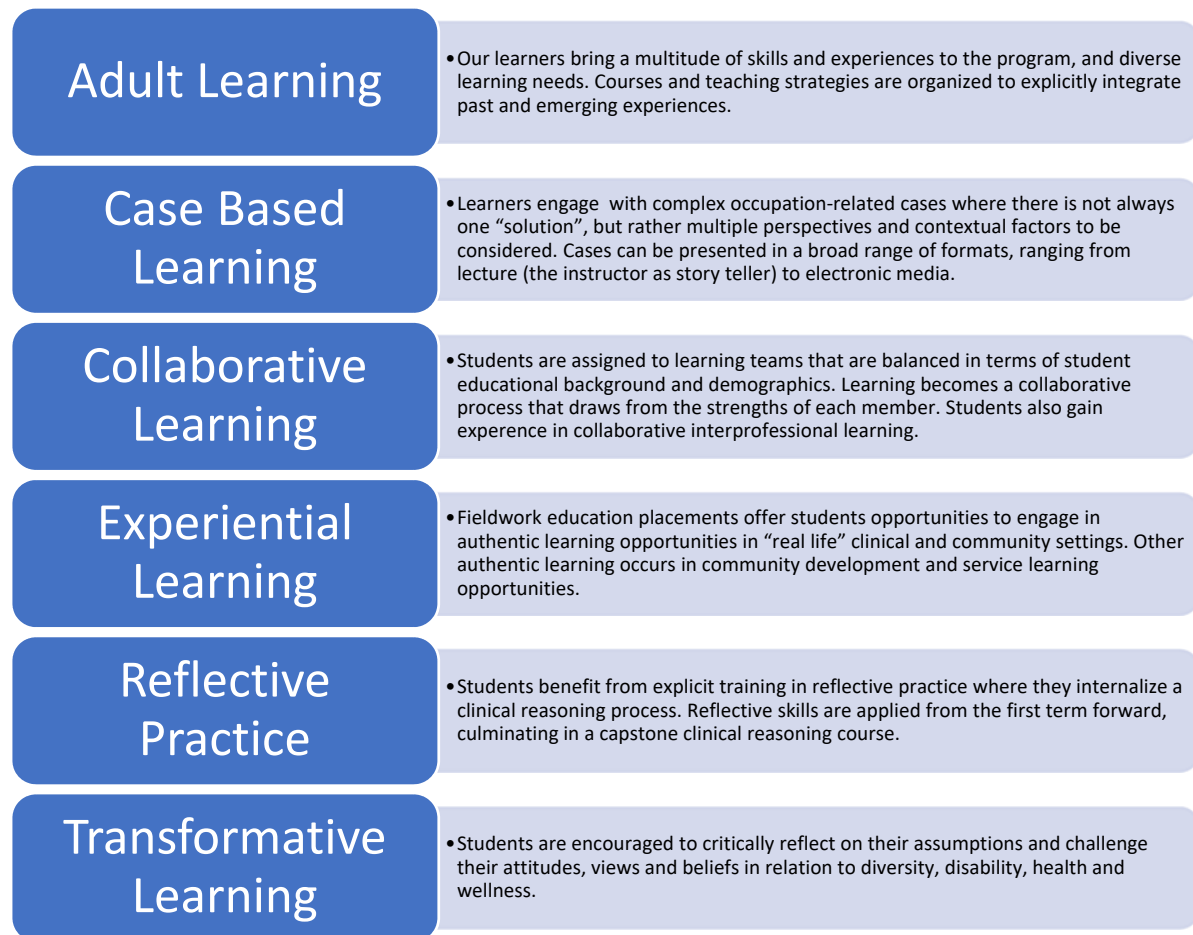 Adult Learning
•Our learners bring a multitude of skills and experiences to the program, and diverse
learning needs. Courses and teaching strategies are organized to explicitly integrate
past and emerging experiences.
Case Based
Learning
•Learners engage  with complex occupation-related cases where there is not always
one “solution”, but rather multiple perspectives and contextual factors to be
considered. Cases can be presented in a broad range of formats, ranging from
lecture (the instructor as story teller) to electronic media.
Collaborative
Learning
•Students are assigned to learning teams that are balanced in terms of student
educational background and demographics. Learning becomes a collaborative
process that draws from the strengths of each member. Students also gain
experence in collaborative interprofessional learning.
Experiential
Learning
•Fieldwork education placements offer students opportunities to engage in
authentic learning opportunities in “real life” clinical and community settings. Other
authentic learning occurs in community development and service learning
opportunities.
Reflective
Practice
•Students benefit from explicit training in reflective practice where they internalize a
clinical reasoning process. Reflective skills are applied from the first term forward,
culminating in a capstone clinical reasoning course.
Transformative
Learning
•Students are encouraged to critically reflect on their assumptions and challenge
their attitudes, views and beliefs in relation to diversity, disability, health and
wellness.